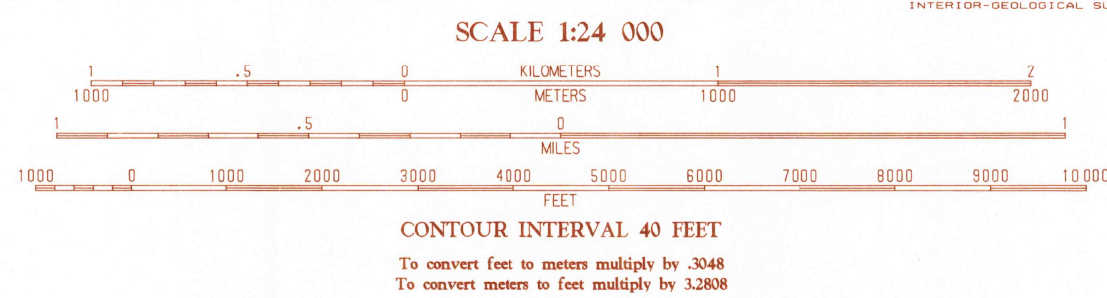 INTERIOR-GEOLOGICAL
SCALE 1:24 000
1 .5 0 KILOMETERS 1 2
1000 0 METERS 1000 2000
1 .5 0 1
MILES
1000 0 1000 2000 3000 4000 5000 6000 7000 8000 9000 10 000
FEET
CONTOUR INTERVAL 40 FEET
To convert feet to meters multiply by .3048
To convert meters to feet multiply by 3.2808